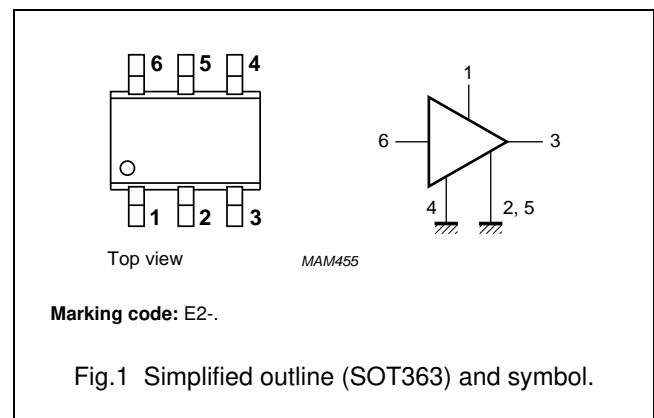 6 5 4
1
6 3
4 2, 5
1 2 3
Top view MAM455
Marking code: E2-.
Fig.1 Simplified outline (SOT363) and symbol.